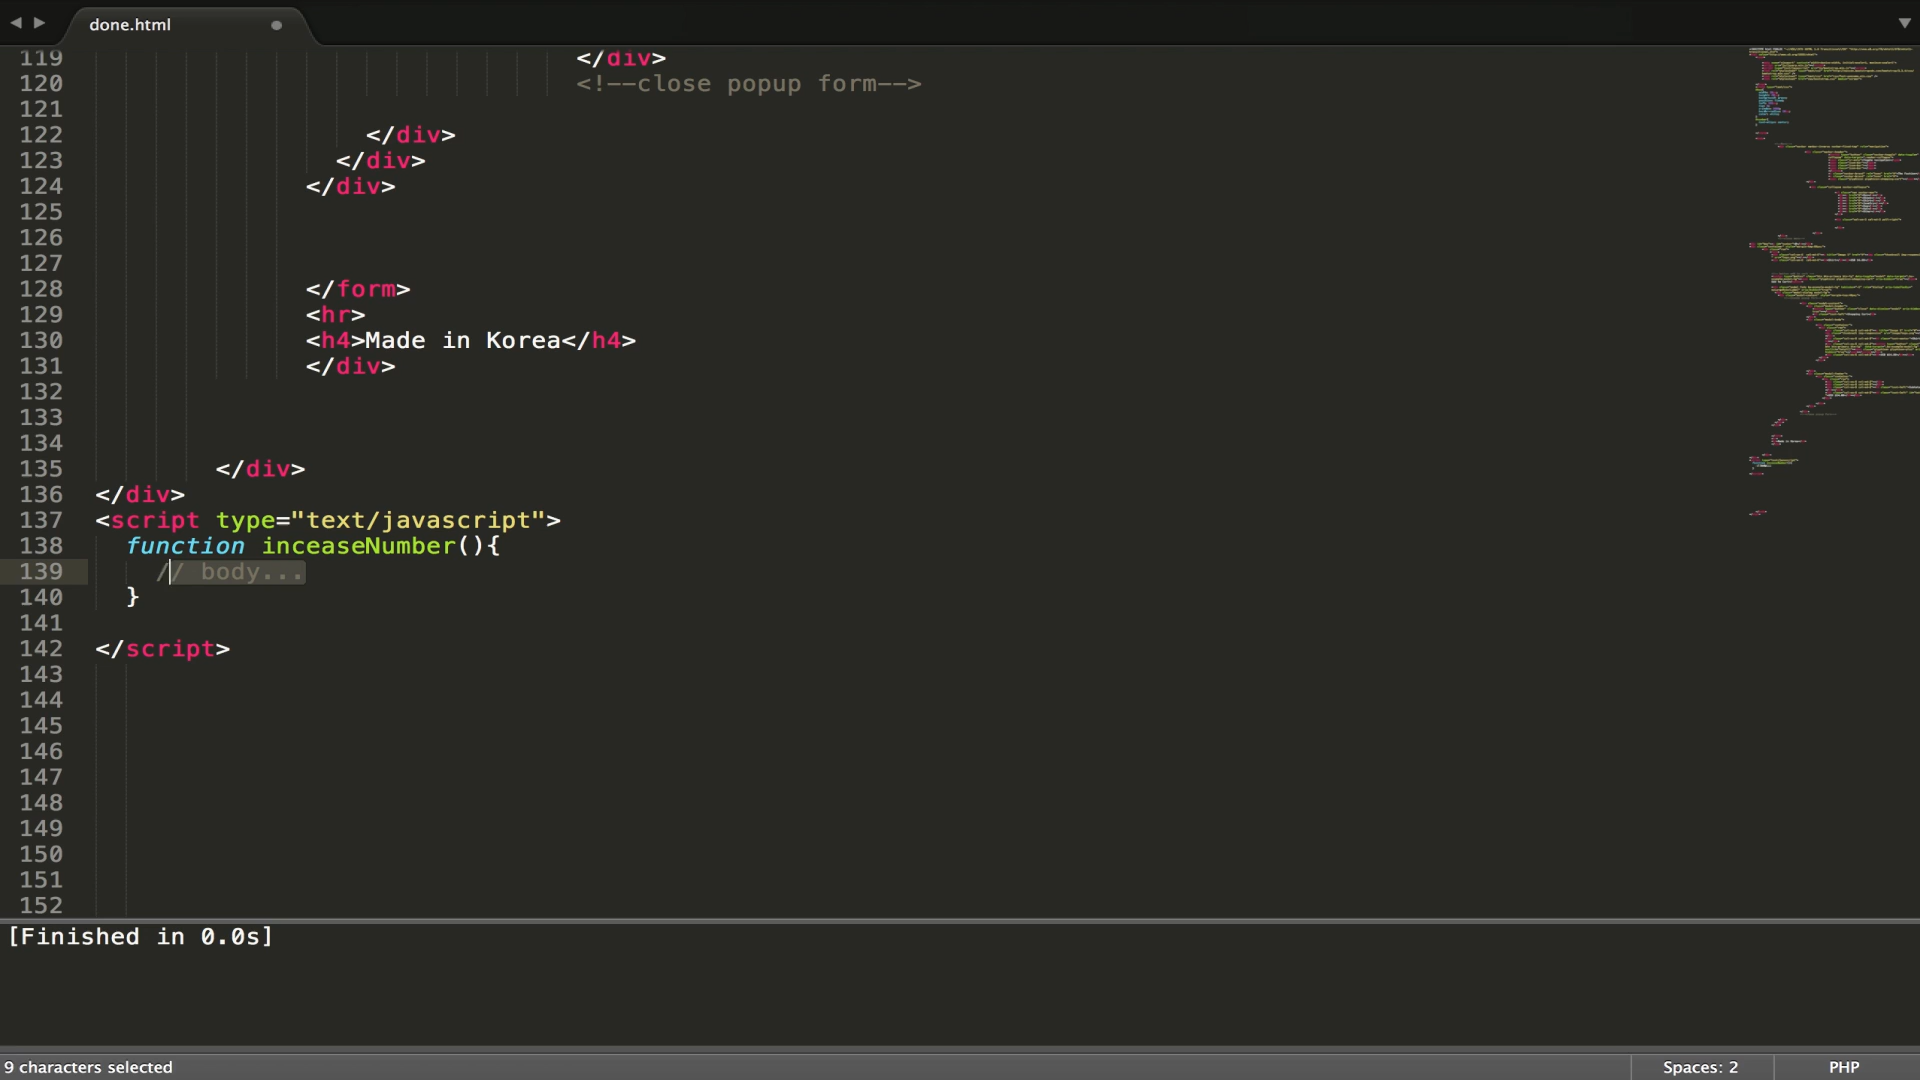 done.html
119 </div>
120 <!--close popup form-->
121
122 </div>
123 </div>
124 </div>
125
126
127
128 </form>
129 <hr>
130 <h4>Made in Korea</h4>
131 </div>
132
133
134
135 </div>
136 </div>
137 <script type="text/javascript">
138 function inceaseNumber(){
139 // body...
140 }
141
142 </script>
143
144
145
146
147
148
149
150
151
152
[Finished in 0.0s]
9 characters selected
Spaces: 2
PHP